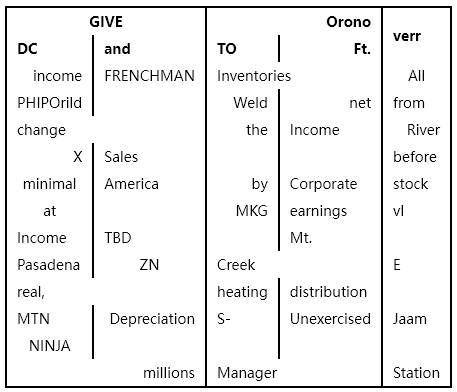 GIVE Orono verr
DC and TO Ft.
income FRENCHMAN Inventories All
PHIPOrild Weld net from
change the Income River
X Sales before
minimal America by Corporate stock
at MKG earnings vl
Income TBD Mt.
Pasadena ZN Creek E
real, heating distribution
MTN Depreciation S- Unexercised Jaam
NINJA
millions Manager Station